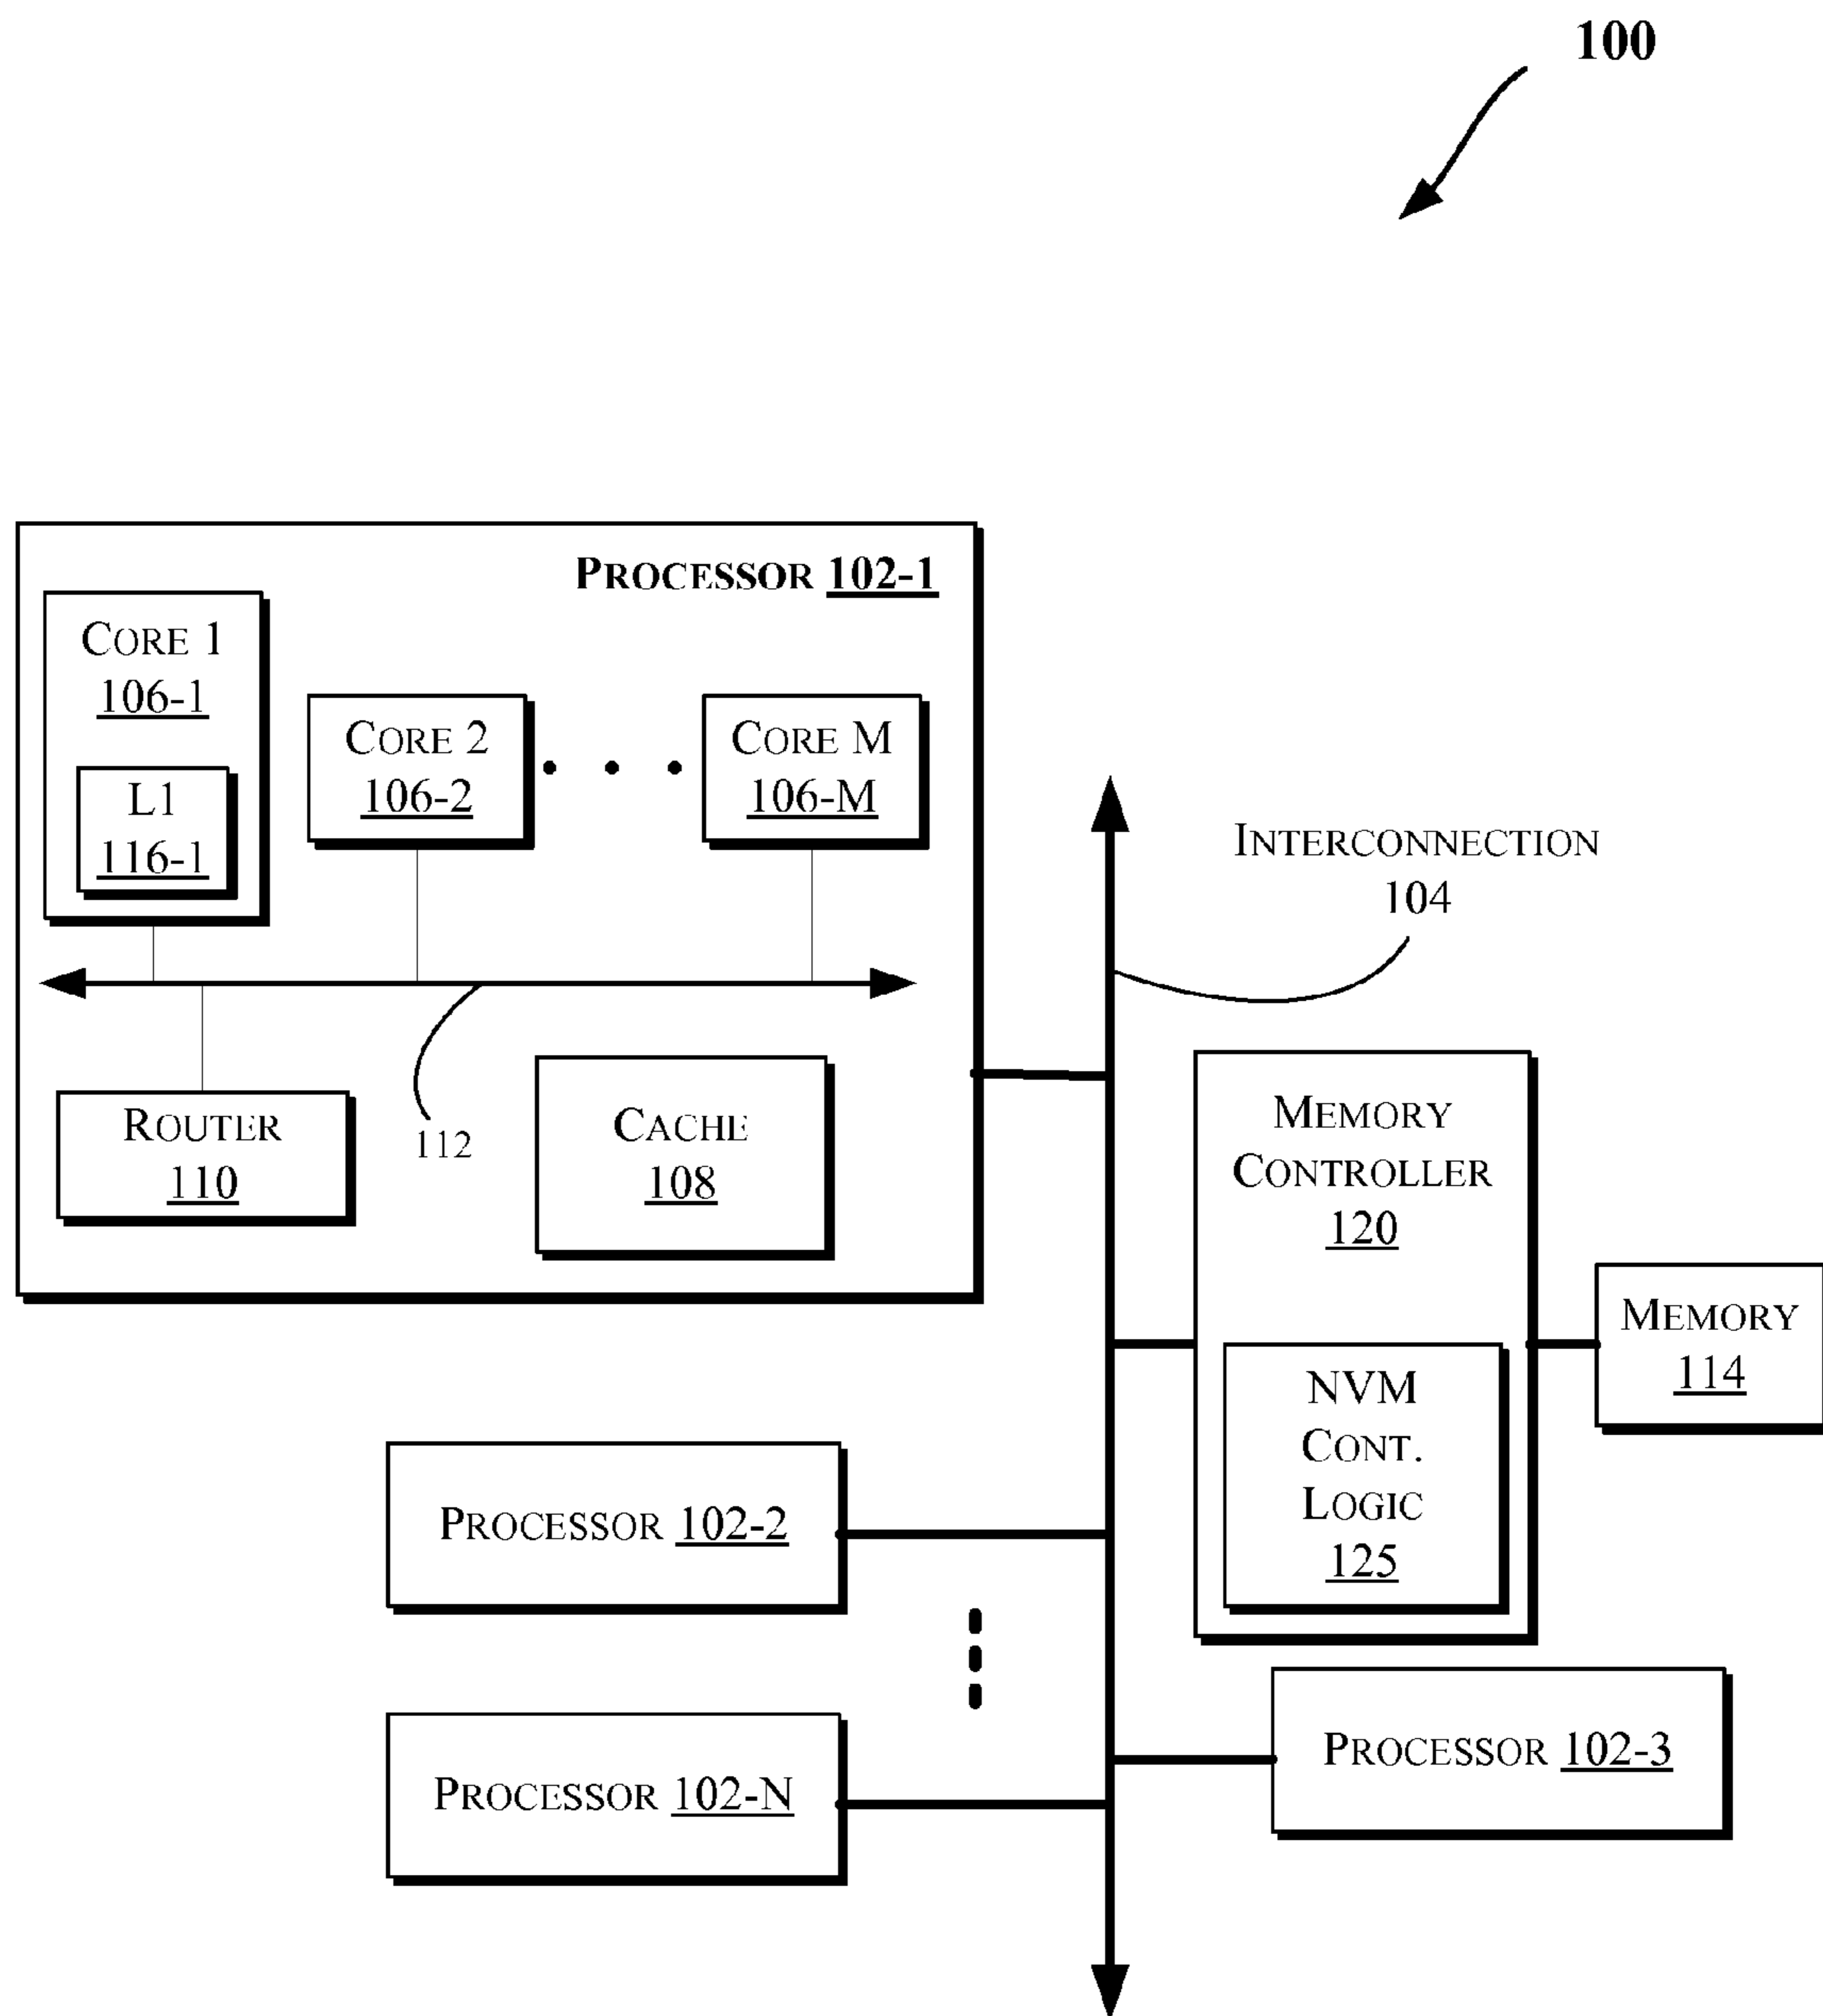 100
PROCESSOR 102-1
CORE 1
106-1
L1
116-1
CORE 2
106-2
CORE M
106-M
INTERCONNECTION
104
ROUTER
110
112
CACHE
108
MEMORY
CONTROLLER
120
MEMORY
114
NVM
CONT.
LOGIC
125
PROCESSOR 102-2
PROCESSOR 102-3
PROCESSOR 102-N